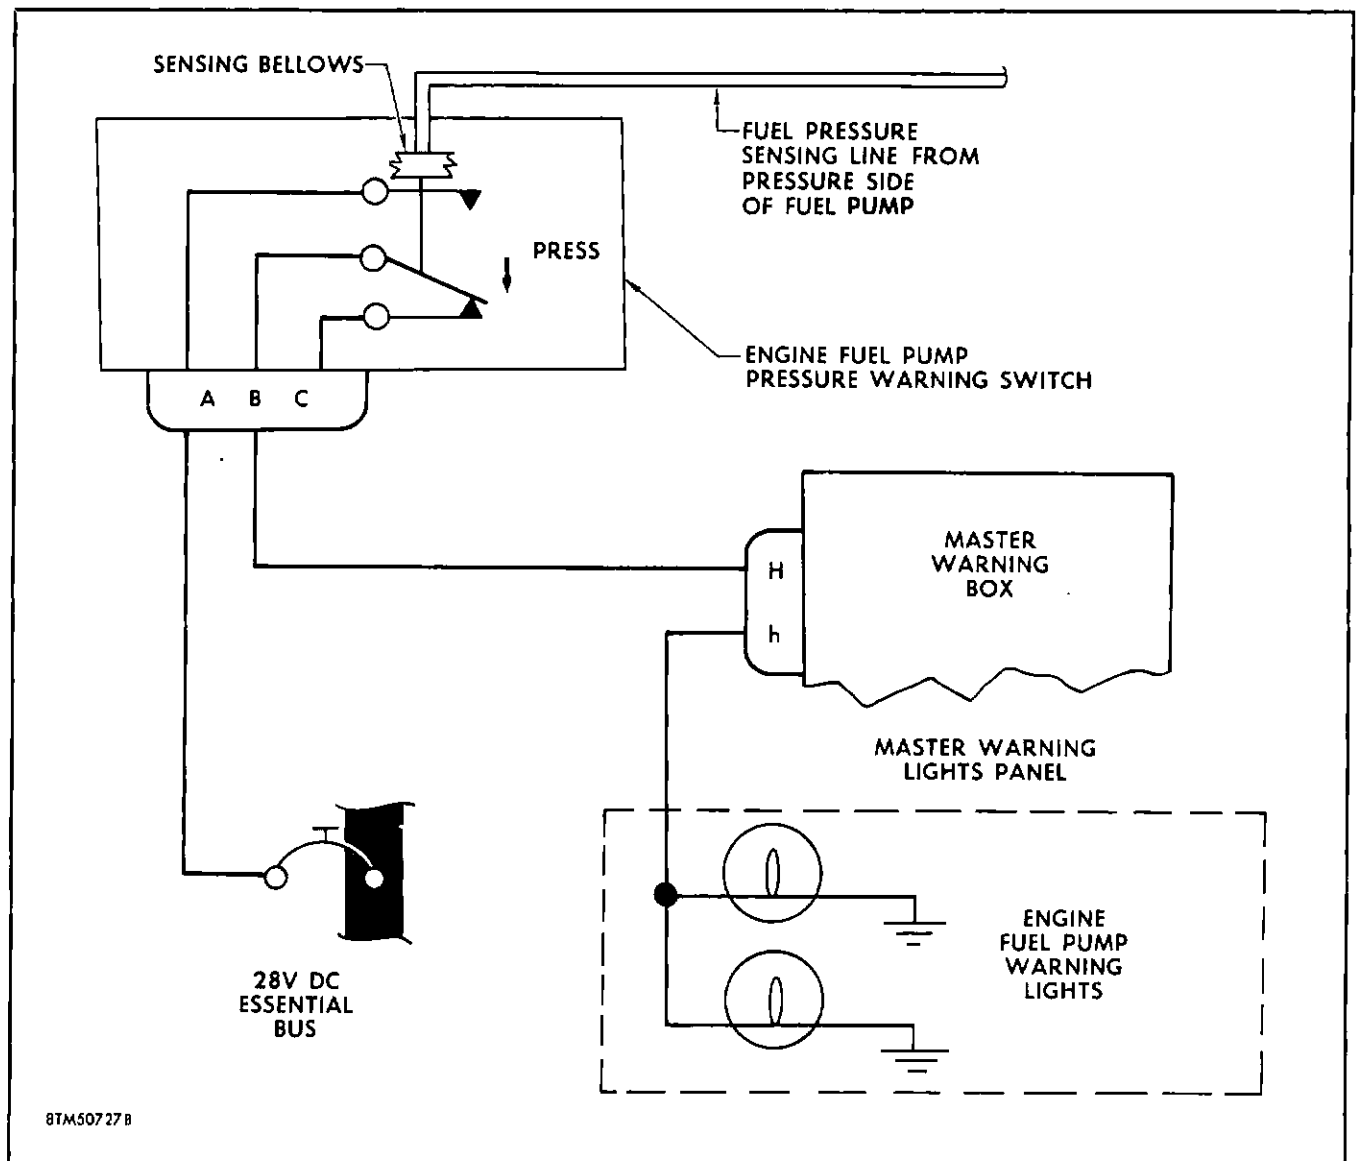 SENSING BELLOWS
FUEL PRESSURE
SENSING LINE FROM
PRESSURE SIDE
OF FUEL PUMP
PRESS
ENGINE FUEL PUMP
PRESSURE WARNING SWITCH
A B C
MASTER
WARNING
BOX
H
h
MASTER WARNING
LIGHTS PANEL
ENGINE
FUEL PUMP
WARNING
LIGHTS
28V DC
ESSENTIAL
BUS
8TM50727B